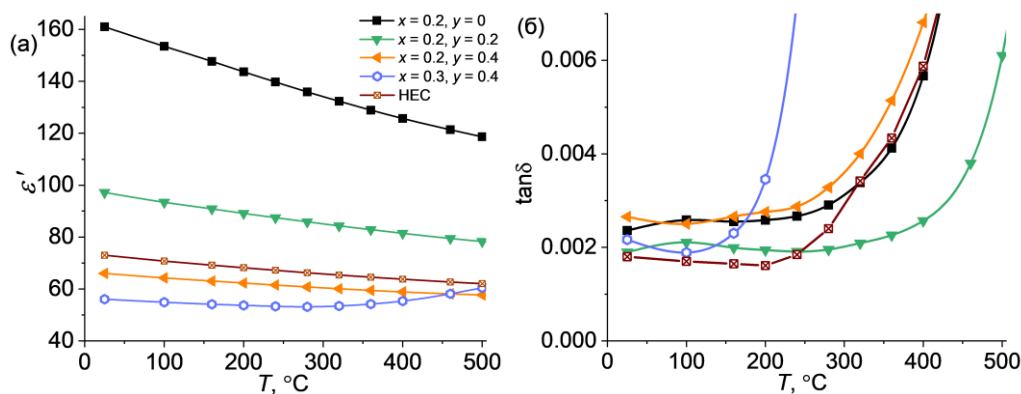 (а)
160
140
120
100
80
60
40
ε′
0
100
200
300
400
500
T, °C
x = 0.2, y = 0
x = 0.2, y = 0.2
x = 0.2, y = 0.4
x = 0.3, y = 0.4
HEC
(б)
0.006
0.004
0.002
0.000
tanδ
0
100
200
300
400
500
T, °C